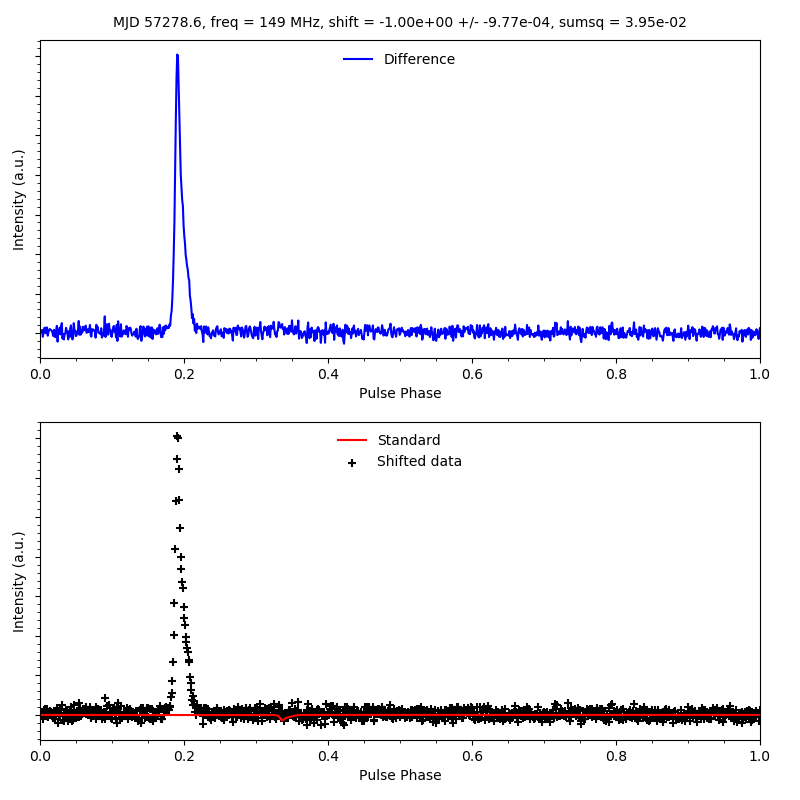 MJD 57278.6, freq = 149 MHz, shift = -1.00e+00 +/- -9.77e-04, sumsq = 3.95e-02
Difference
Intensity (a.u.)
0.0 0.2 0.4 0.6 0.8 1.0
Pulse Phase
Standard
Shifted data
Intensity (a.u.)
0.0 0.2 0.4 0.6 0.8 1.0
Pulse Phase